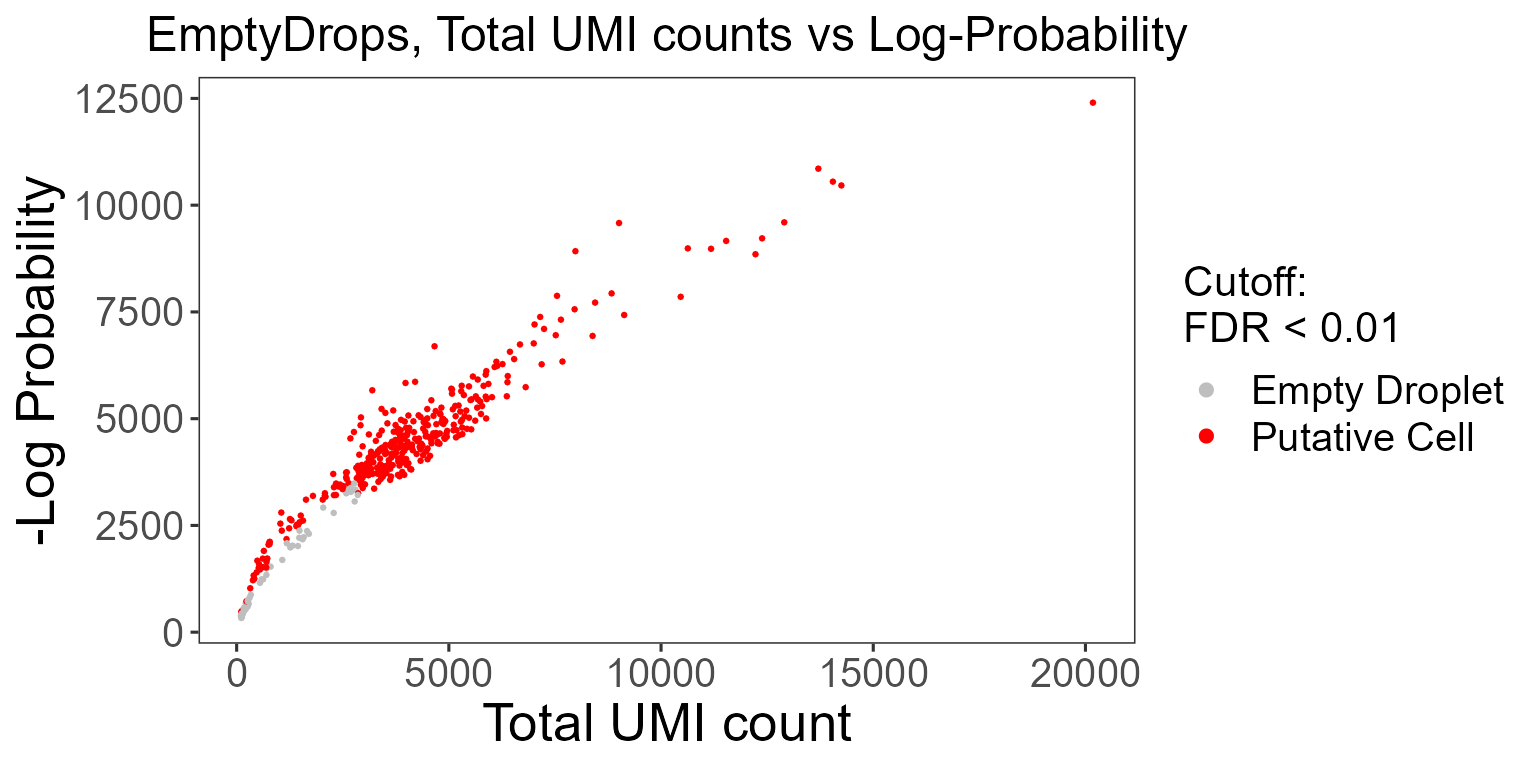 EmptyDrops, Total UMI counts vs Log-Probability
12500
10000
7500
5000
2500
0
-Log Probability
0 5000 10000 15000 20000
Total UMI count
Cutoff:
FDR < 0.01
Empty Droplet
Putative Cell